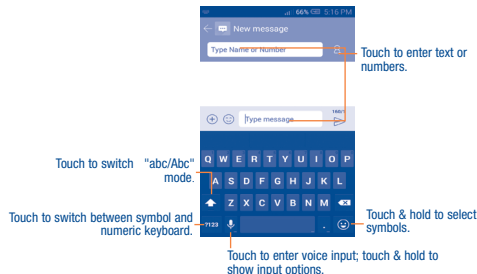 66% 5:16 PM
New message
Type Name or Number
Touch to enter text or
numbers.
Type message
Q W E R T Y U I O P
Touch to switch "abc/Abc"
mode.
A S D F G H J K L
Z X C V B N M
Touch to switch between symbol and
numeric keyboard.
?123
.
Touch & hold to select
symbols.
Touch to enter voice input; touch & hold to
show input options.